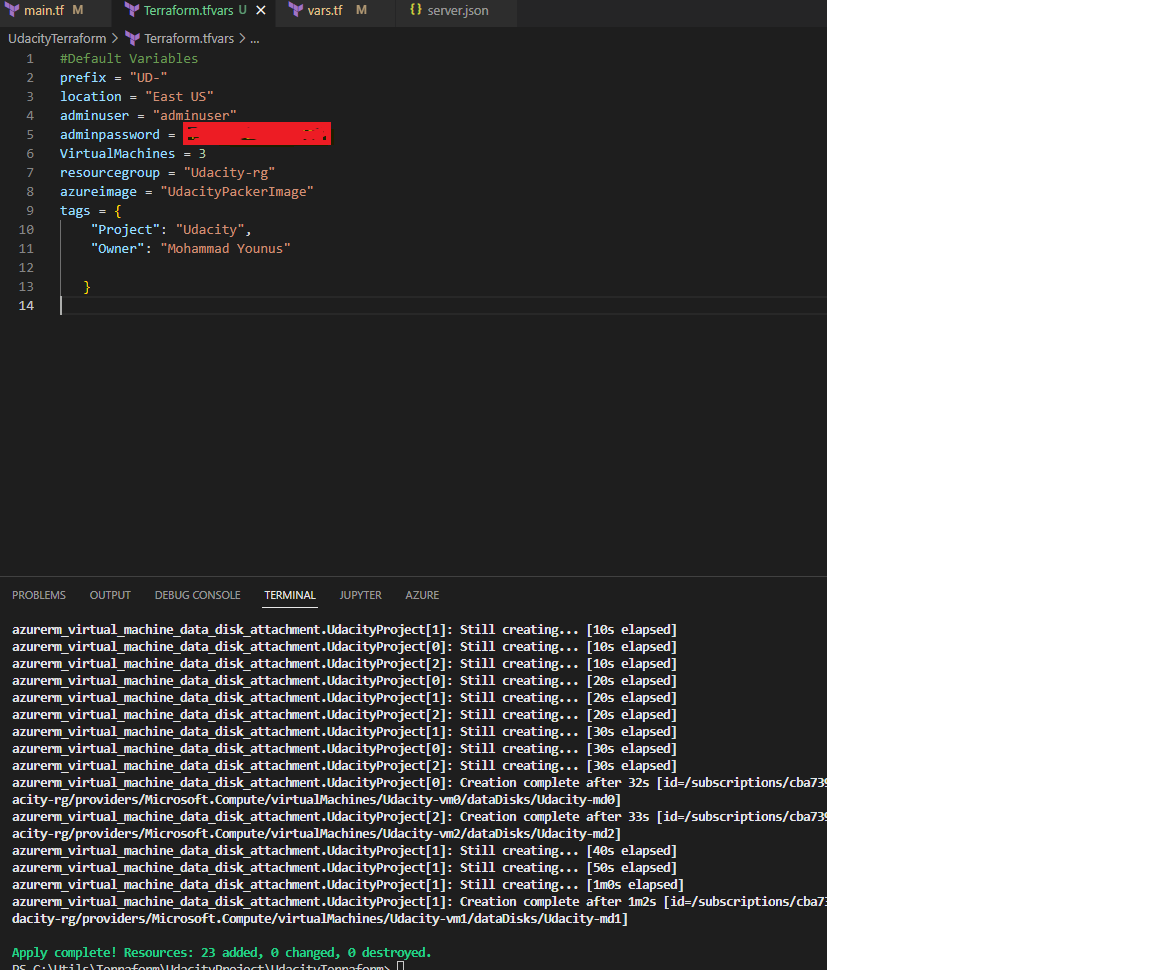 main.tf M Terraform.tfvars U vars.tf M {} server.json
UdacityTerraform > Terraform.tfvars > ...
1 #Default Variables
2 prefix = "UD-"
3 location = "East US"
4 adminuser = "adminuser"
5 adminpassword =
6 VirtualMachines = 3
7 resourcegroup = "Udacity-rg"
8 azureimage = "UdacityPackerImage"
9 tags = {
10 "Project": "Udacity",
11 "Owner": "Mohammad Younus"
12
13 }
14
PROBLEMS OUTPUT DEBUG CONSOLE TERMINAL JUPYTER AZURE
azurerm_virtual_machine_data_disk_attachment.UdacityProject[1]: Still creating... [10s elapsed]
azurerm_virtual_machine_data_disk_attachment.UdacityProject[0]: Still creating... [10s elapsed]
azurerm_virtual_machine_data_disk_attachment.UdacityProject[2]: Still creating... [10s elapsed]
azurerm_virtual_machine_data_disk_attachment.UdacityProject[0]: Still creating... [20s elapsed]
azurerm_virtual_machine_data_disk_attachment.UdacityProject[1]: Still creating... [20s elapsed]
azurerm_virtual_machine_data_disk_attachment.UdacityProject[2]: Still creating... [20s elapsed]
azurerm_virtual_machine_data_disk_attachment.UdacityProject[1]: Still creating... [30s elapsed]
azurerm_virtual_machine_data_disk_attachment.UdacityProject[0]: Still creating... [30s elapsed]
azurerm_virtual_machine_data_disk_attachment.UdacityProject[2]: Still creating... [30s elapsed]
azurerm_virtual_machine_data_disk_attachment.UdacityProject[0]: Creation complete after 32s [id=/subscriptions/cba739
acity-rg/providers/Microsoft.Compute/virtualMachines/Udacity-vm0/dataDisks/Udacity-md0]
azurerm_virtual_machine_data_disk_attachment.UdacityProject[2]: Creation complete after 33s [id=/subscriptions/cba739
acity-rg/providers/Microsoft.Compute/virtualMachines/Udacity-vm2/dataDisks/Udacity-md2]
azurerm_virtual_machine_data_disk_attachment.UdacityProject[1]: Still creating... [40s elapsed]
azurerm_virtual_machine_data_disk_attachment.UdacityProject[1]: Still creating... [50s elapsed]
azurerm_virtual_machine_data_disk_attachment.UdacityProject[1]: Still creating... [1m0s elapsed]
azurerm_virtual_machine_data_disk_attachment.UdacityProject[1]: Creation complete after 1m2s [id=/subscriptions/cba73
dacity-rg/providers/Microsoft.Compute/virtualMachines/Udacity-vm1/dataDisks/Udacity-md1]
Apply complete! Resources: 23 added, 0 changed, 0 destroyed.
PS C:\Utils\Terraform\UdacityProject\UdacityTerraform>